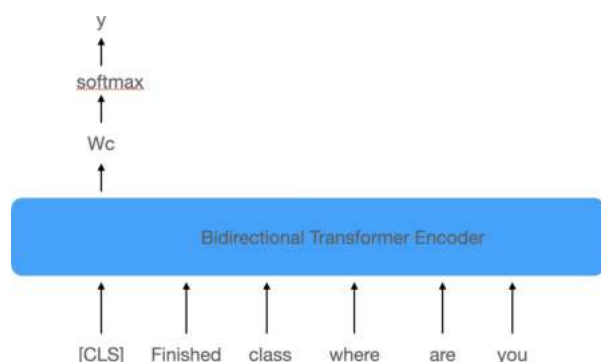 y
softmax
Wc
Bidirectional Transformer Encoder
[CLS] Finished class where are you